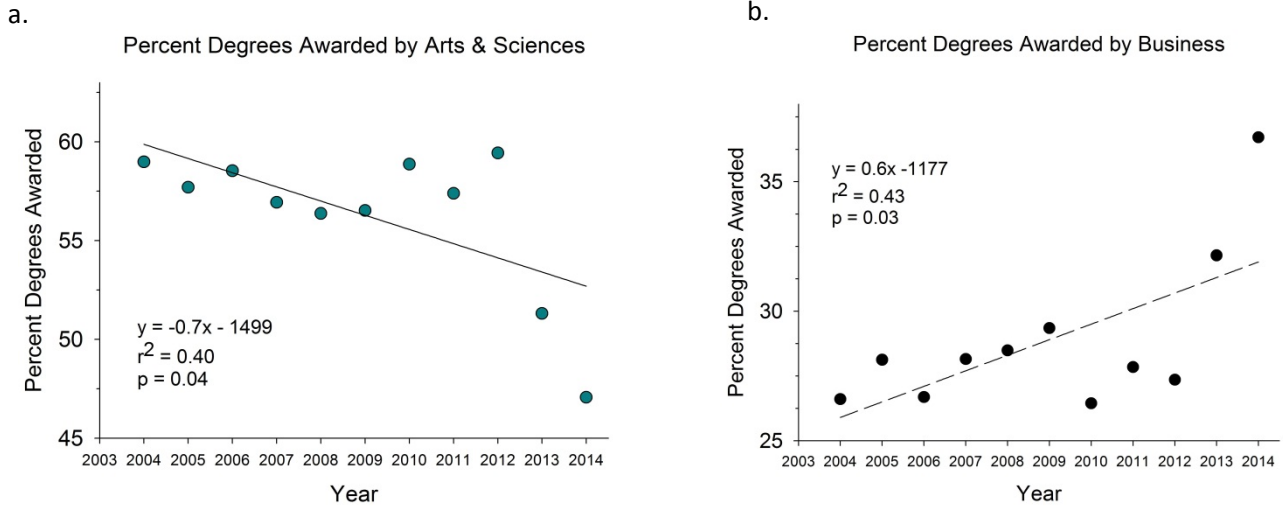 a.
Percent Degrees Awarded by Arts & Sciences
Percent Degrees Awarded
60
55
50
45
y = -0.7x - 1499
r2 = 0.40
p = 0.04
2003 2004 2005 2006 2007 2008 2009 2010 2011 2012 2013 2014
Year
b.
Percent Degrees Awarded by Business
Percent Degrees Awarded
35
30
25
y = 0.6x -1177
r2 = 0.43
p = 0.03
2003 2004 2005 2006 2007 2008 2009 2010 2011 2012 2013 2014
Year